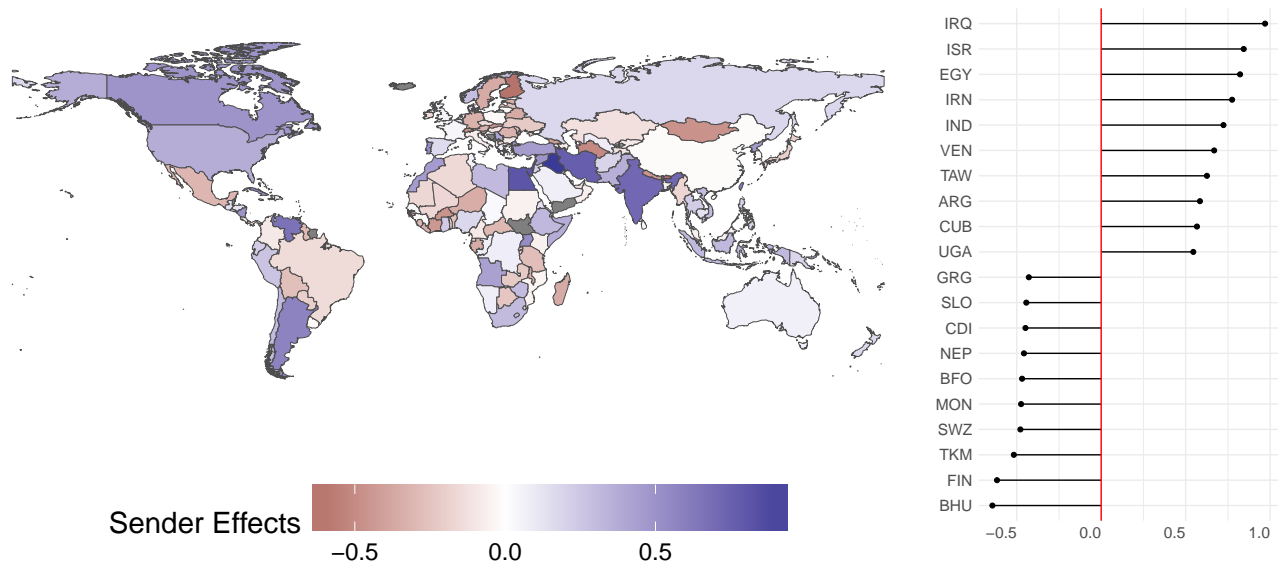 Sender Effects
−0.5 0.0 0.5
IRQ
ISR
EGY
IRN
IND
VEN
TAW
ARG
CUB
UGA
GRG
SLO
CDI
NEP
BFO
MON
SWZ
TKM
FIN
BHU
−0.5 0.0 0.5 1.0